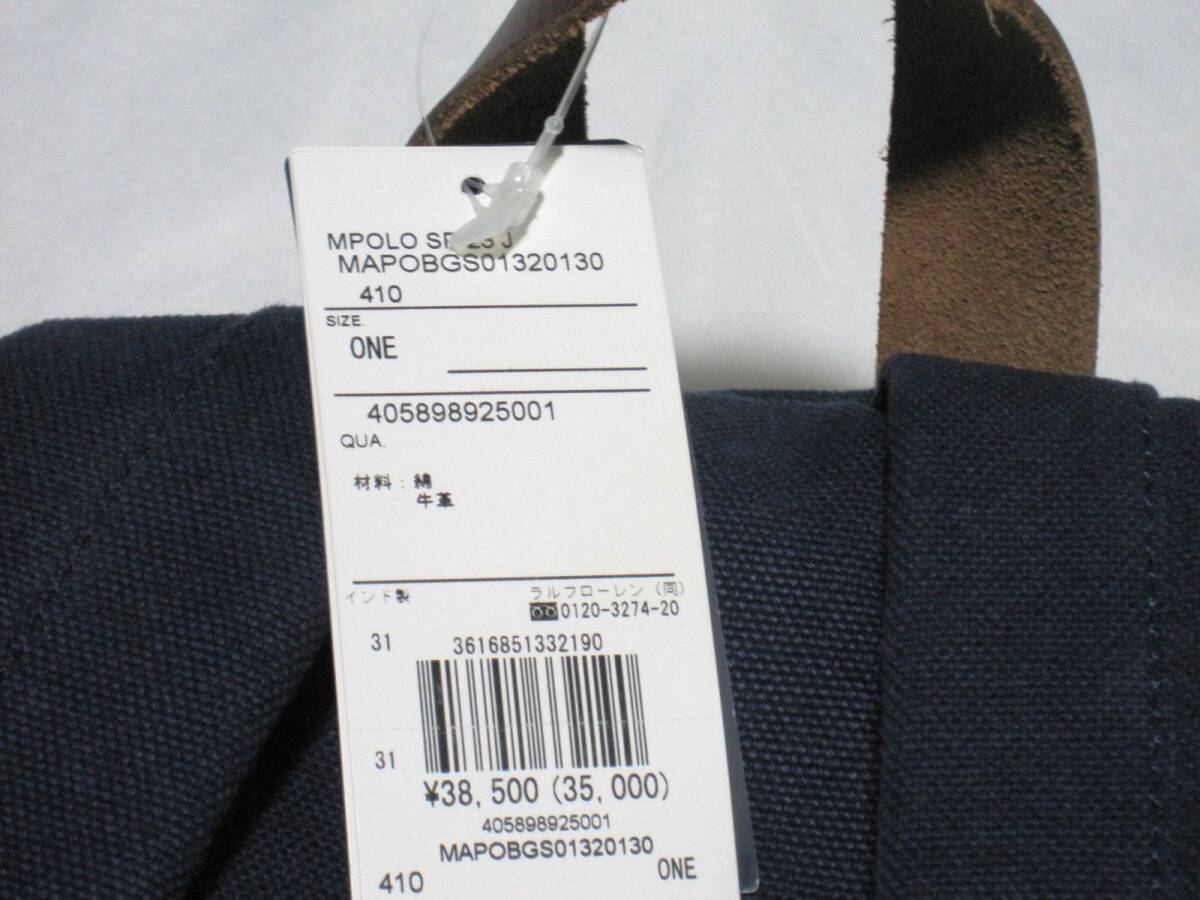 MPOLO SP 23 J
MAPOBGS01320130
410
SIZE.
ONE
405898925001
QUA.
材料：綿
牛革
インド製
ラルフローレン（同）
0120-3274-20
31
3616851332190
31
¥38,500 (35,000)
405898925001
MAPOBGS01320130
410
ONE